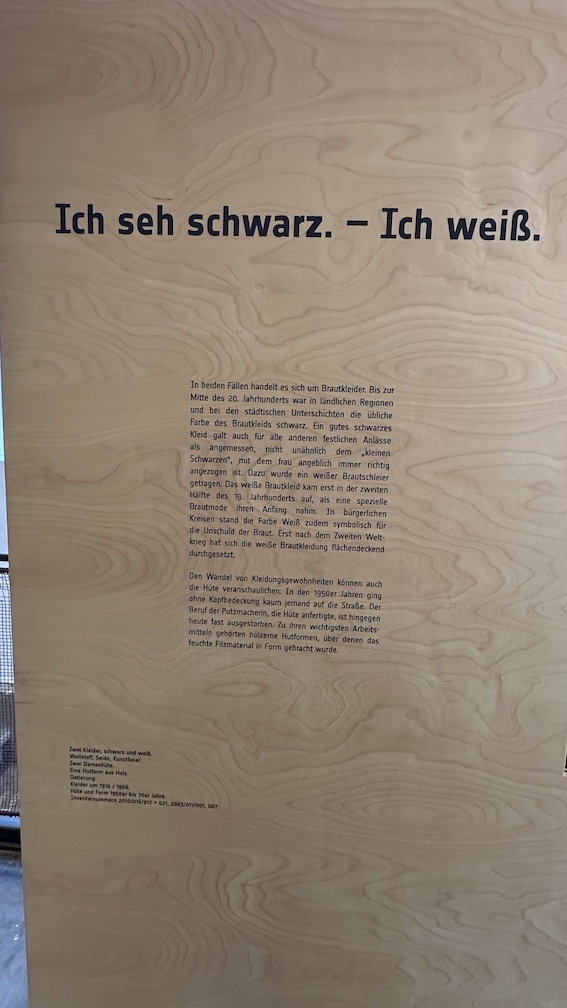 Ich seh schwarz. – Ich weiß.
In beiden Fällen handelt es sich um Brautkleider. Bis zur
Mitte des 20. Jahrhunderts war in ländlichen Regionen
und bei den städtischen Unterschichten die übliche
Farbe des Brautkleids schwarz. Ein gutes schwarzes
Kleid galt auch für alle anderen festlichen Anlässe
als angemessen, nicht unähnlich dem „kleinen
Schwarzen“, mit dem frau angeblich immer richtig
angezogen ist. Dazu wurde ein weißer Brautschleier
getragen. Das weiße Brautkleid kam erst in der zweiten
Hälfte des 19. Jahrhunderts auf, als eine spezielle
Brautmode ihren Anfang nahm. In bürgerlichen
Kreisen stand die Farbe Weiß zudem symbolisch für
die Unschuld der Braut. Erst nach dem Zweiten Welt-
krieg hat sich die weiße Brautkleidung flächendeckend
durchgesetzt.
Den Wandel von Kleidungsgewohnheiten können auch
die Hüte veranschaulichen: In den 1950er Jahren ging
ohne Kopfbedeckung kaum jemand auf die Straße. Der
Beruf der Putzmacherin, die Hüte anfertigte, ist hingegen
heute fast ausgestorben. Zu ihren wichtigsten Arbeits-
mitteln gehörten hölzerne Hutformen, über denen das
feuchte Filzmaterial in Form gebracht wurde.
Zwei Kleider, schwarz und weiß.
Wollstoff, Seide, Kunstfaser.
Zwei Damenhüte.
Eine Hutform aus Holz.
Datierung:
Kleider um 1910 / 1966,
Hüte und Form 1950er bis 70er Jahre
Inventarnummern 2010/016/017 + 021, 2003/011/001, 007